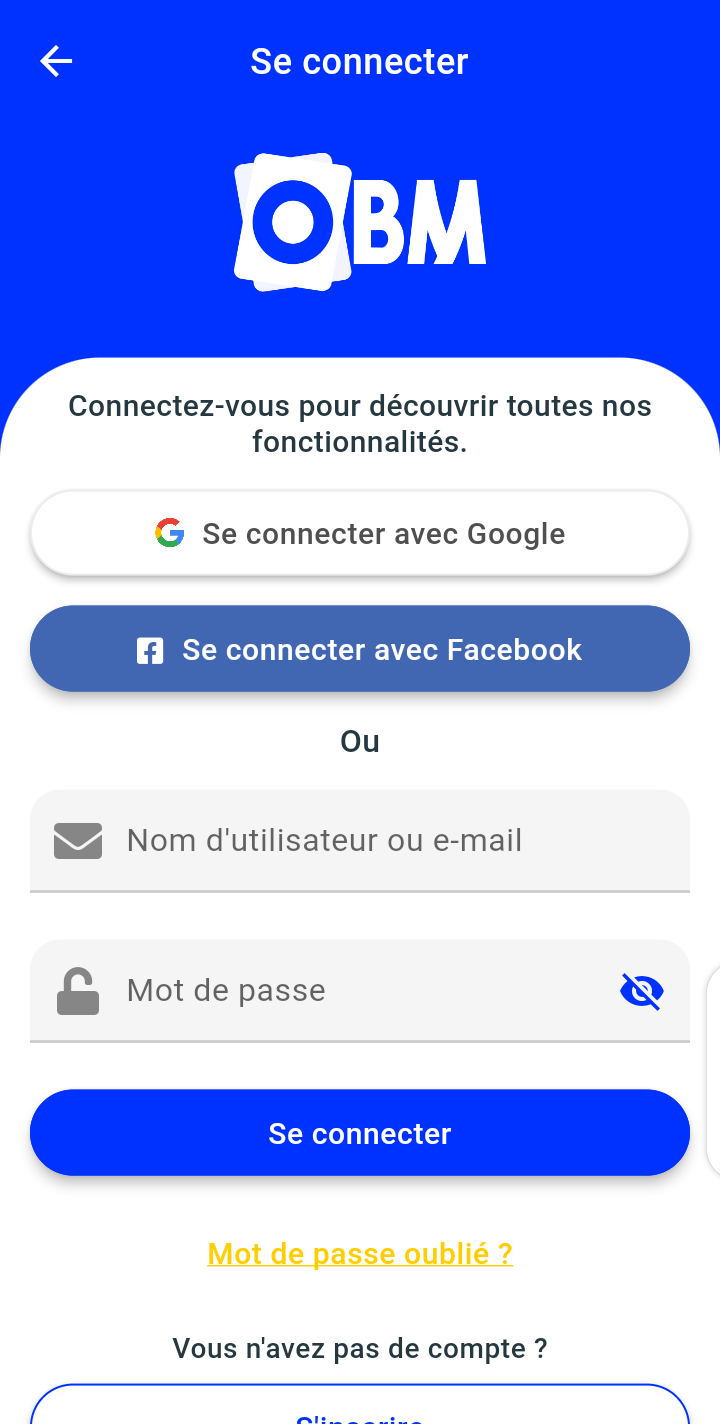 Se connecter
OBM
Connectez-vous pour découvrir toutes nos
fonctionnalités.
Se connecter avec Google
Se connecter avec Facebook
Ou
Nom d'utilisateur ou e-mail
Mot de passe
Se connecter
Mot de passe oublié ?
Vous n'avez pas de compte ?
S'inscrire